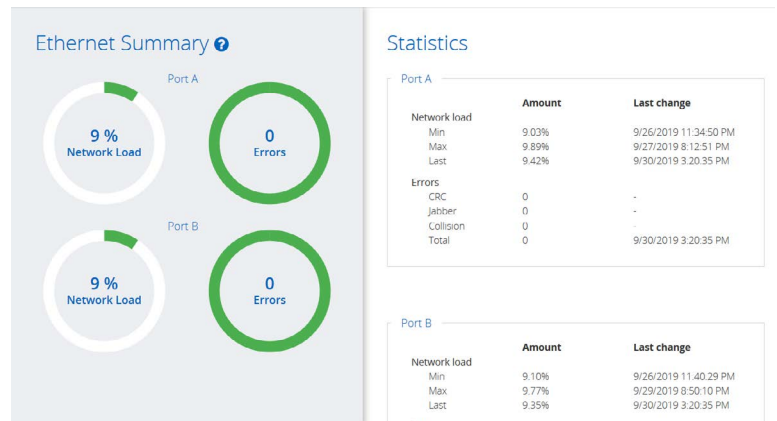 Ethernet Summary ?
Port A
9 %
Network Load
0
Errors
Port B
9 %
Network Load
0
Errors
Statistics
Port A
Amount Last change
Network load
Min 9.03% 9/26/2019 11:34:50 PM
Max 9.89% 9/27/2019 8:12:51 PM
Last 9.42% 9/30/2019 3:20:35 PM
Errors
CRC 0 -
Jabber 0 -
Collision 0 -
Total 0 9/30/2019 3:20:35 PM
Port B
Amount Last change
Network load
Min 9.10% 9/26/2019 11:40:29 PM
Max 9.77% 9/29/2019 8:50:10 PM
Last 9.35% 9/30/2019 3:20:35 PM